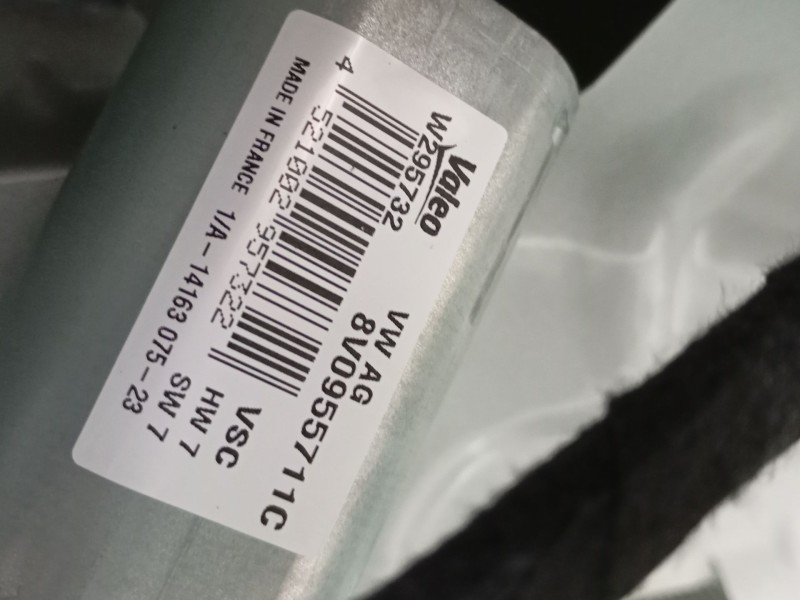 Valeo
W295732
VW AG
8V0955711C
4 521002 957322
VSC
HW 7
SW 7
MADE IN FRANCE 1/A - 14163 075 - 23